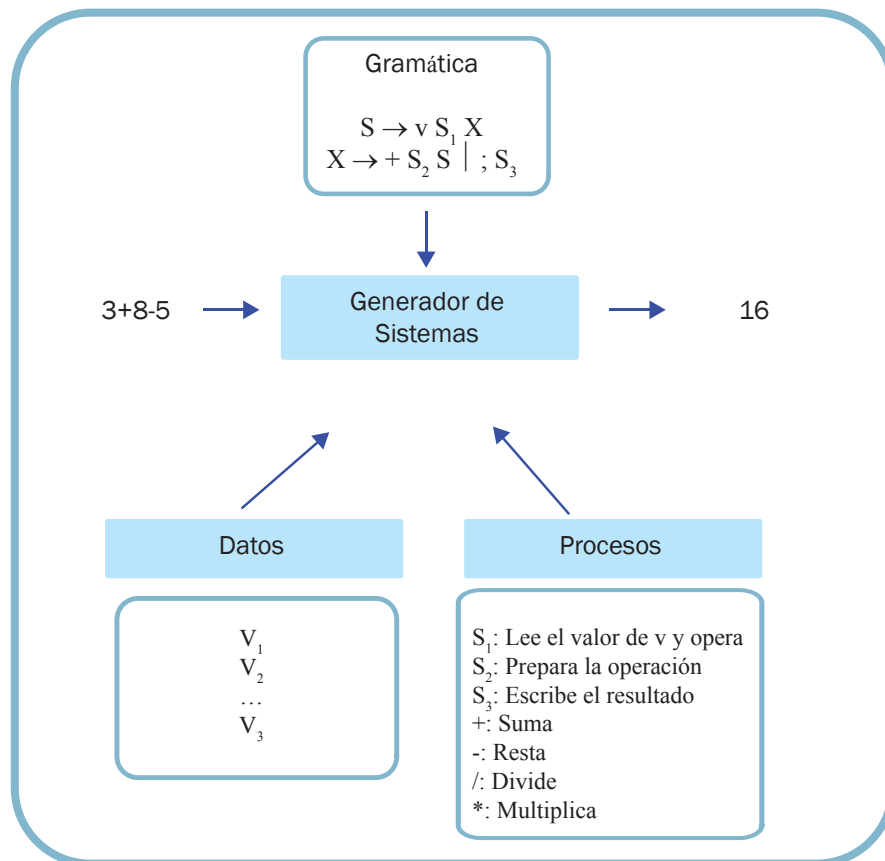 Gramática
S → v S₁ X
X → + S₂ S | ; S₃
3+8-5
Generador de
Sistemas
16
Datos
V₁
V₂
...
V₃
Procesos
S₁: Lee el valor de v y opera
S₂: Prepara la operación
S₃: Escribe el resultado
+: Suma
-: Resta
/: Divide
*: Multiplica